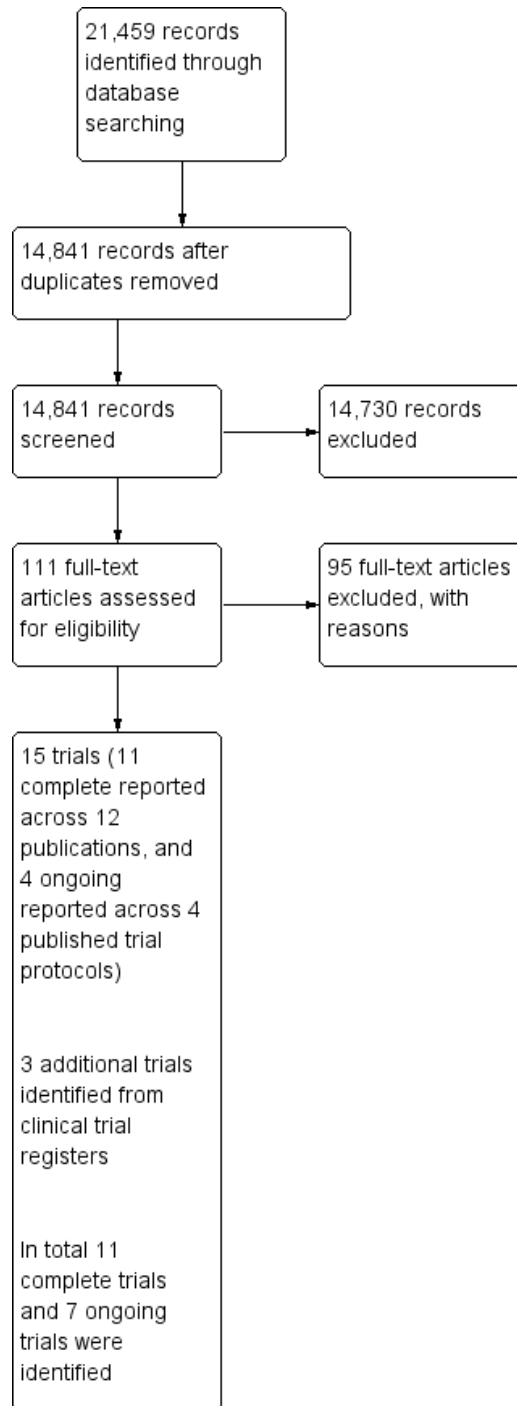 21,459 records
identified through
database
searching
14,841 records after
duplicates removed
14,841 records
screened
14,730 records
excluded
111 full-text
articles assessed
for eligibility
95 full-text articles
excluded, with
reasons
15 trials (11
complete reported
across 12
publications, and
4 ongoing
reported across 4
published trial
protocols)
3 additional trials
identified from
clinical trial
registers
In total 11
complete trials
and 7 ongoing
trials were
identified